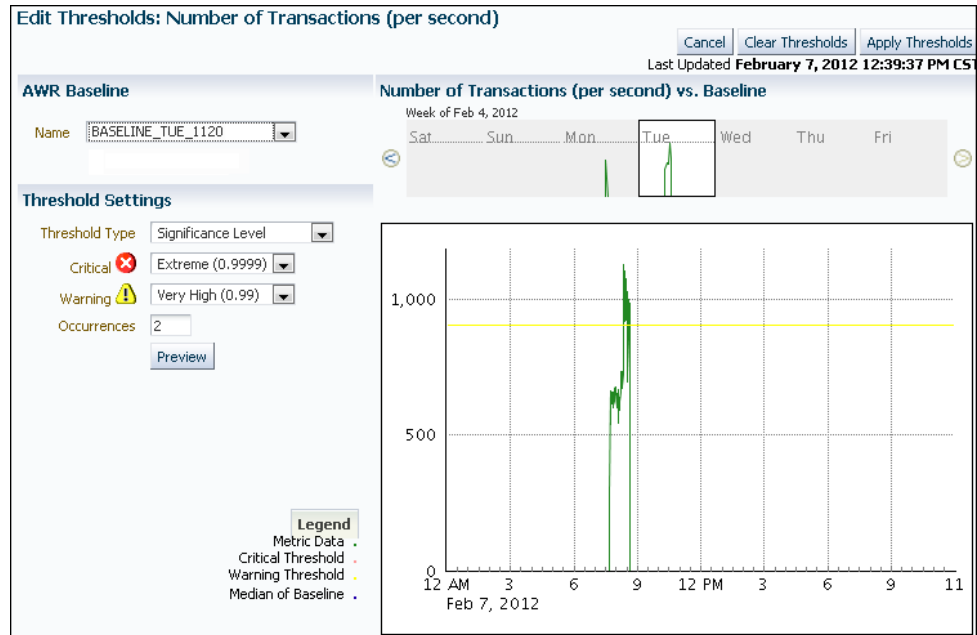 Edit Thresholds: Number of Transactions (per second)
Cancel Clear Thresholds Apply Thresholds
Last Updated February 7, 2012 12:39:37 PM CST
AWR Baseline
Name BASELINE_TUE_1120
Threshold Settings
Threshold Type Significance Level
Critical Extreme (0.9999)
Warning Very High (0.99)
Occurrences 2
Preview
Legend
Metric Data
Critical Threshold
Warning Threshold
Median of Baseline
Number of Transactions (per second) vs. Baseline
Week of Feb 4, 2012
Sat Sun Mon Tue Wed Thu Fri
1,000
500
0
12 AM 3 6 9 12 PM 3 6 9 11
Feb 7, 2012